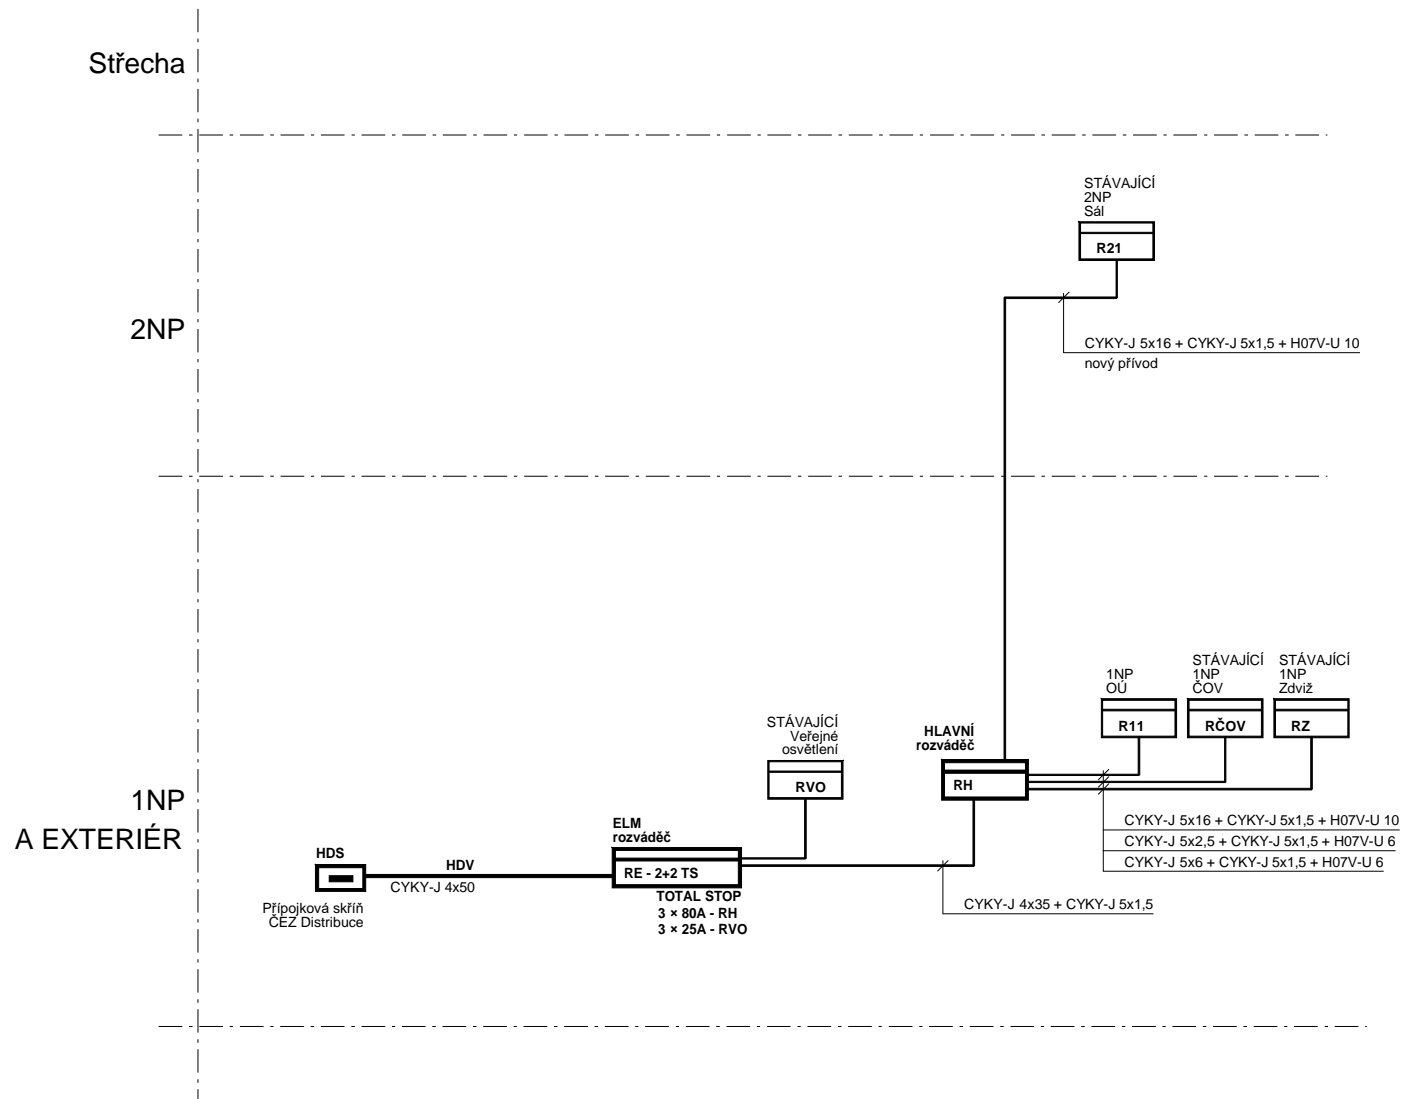 Střecha
STÁVAJÍCÍ
2NP
Sál
R21
2NP
CYKY-J 5x16 + CYKY-J 5x1,5 + H07V-U 10
nový přívod
1NP
OÚ
R11
STÁVAJÍCÍ
1NP
ČOV
RČOV
STÁVAJÍCÍ
1NP
Zdviž
RZ
STÁVAJÍCÍ
Veřejné
osvětlení
RVO
HLAVNÍ
rozváděč
RH
1NP
A EXTERIÉR
CYKY-J 5x16 + CYKY-J 5x1,5 + H07V-U 10
CYKY-J 5x2,5 + CYKY-J 5x1,5 + H07V-U 6
CYKY-J 5x6 + CYKY-J 5x1,5 + H07V-U 6
HDS
HDV
CYKY-J 4x50
Přípojková skříň
ČEZ Distribuce
ELM
rozváděč
RE - 2+2 TS
TOTAL STOP
3 × 80A - RH
3 × 25A - RVO
CYKY-J 4x35 + CYKY-J 5x1,5